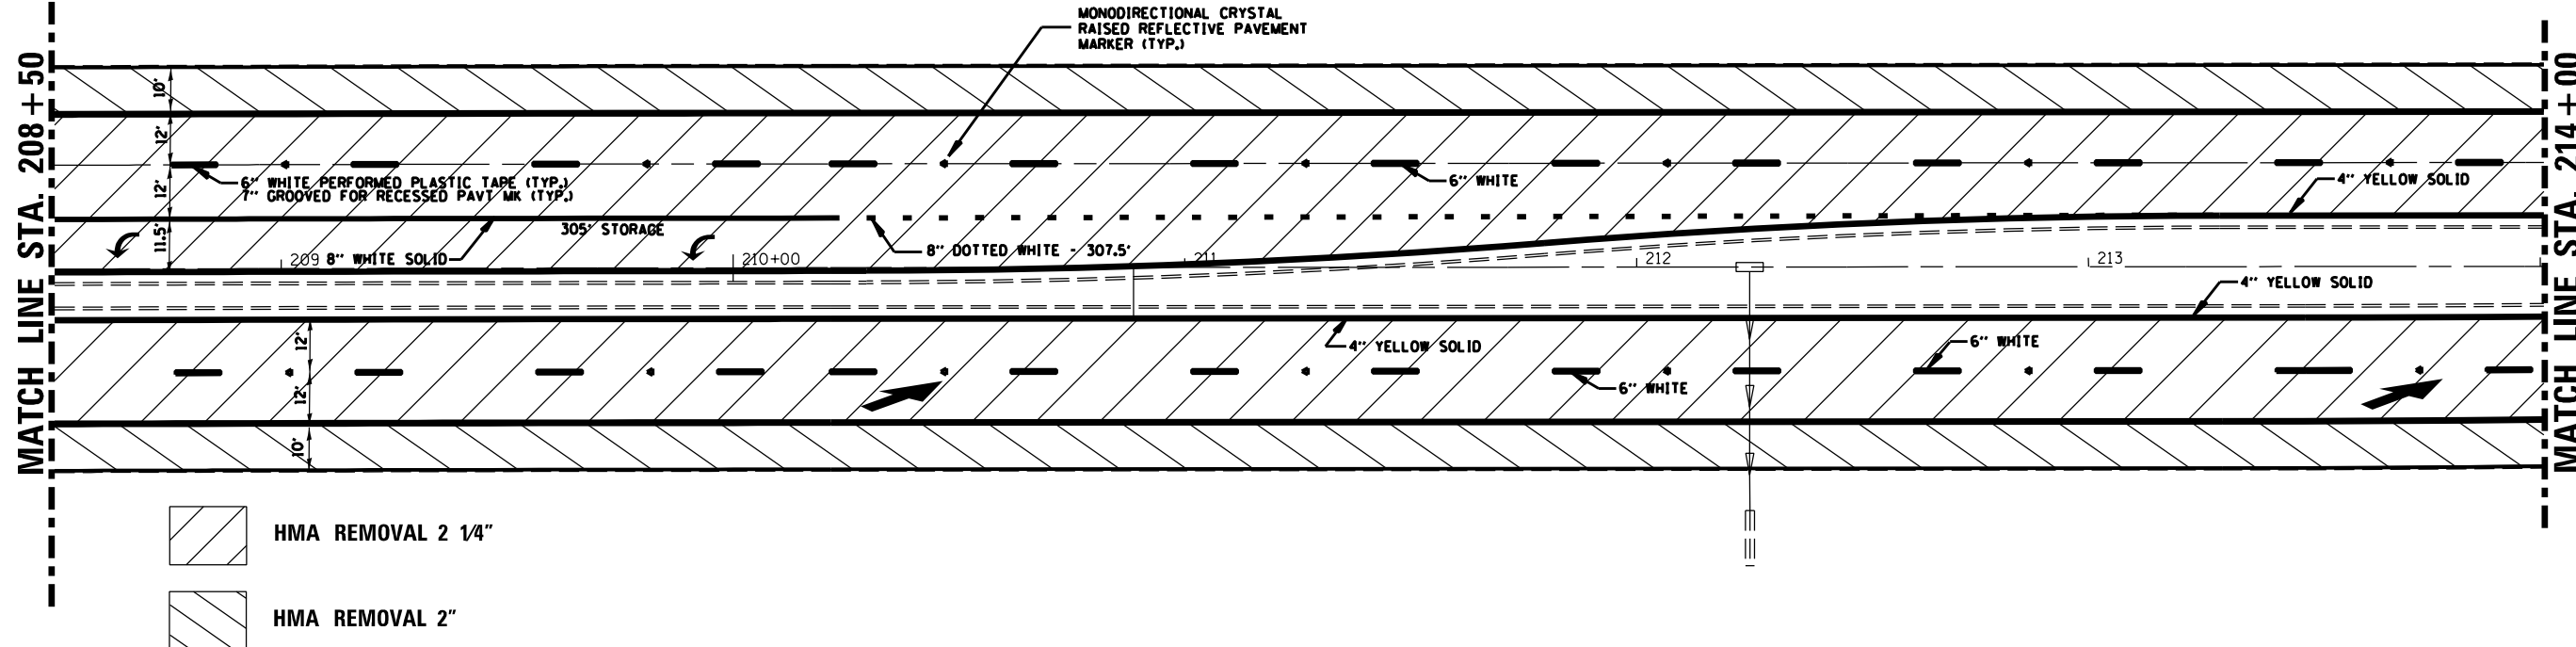 MONODIRECTIONAL CRYSTAL
RAISED REFLECTIVE PAVEMENT
MARKER (TYP.)
MATCH LINE STA. 208+50
MATCH LINE STA. 214+00
10'
12'
12'
11.5'
6" WHITE PERFORMED PLASTIC TAPE (TYP.)
7" GROOVED FOR RECESSED PAVT MK (TYP.)
6" WHITE
4" YELLOW SOLID
305' STORAGE
8" DOTTED WHITE - 307.5'
209
8" WHITE SOLID
210+00
211
212
213
4" YELLOW SOLID
12'
12'
10'
4" YELLOW SOLID
6" WHITE
6" WHITE
HMA REMOVAL 2 1/4"
HMA REMOVAL 2"